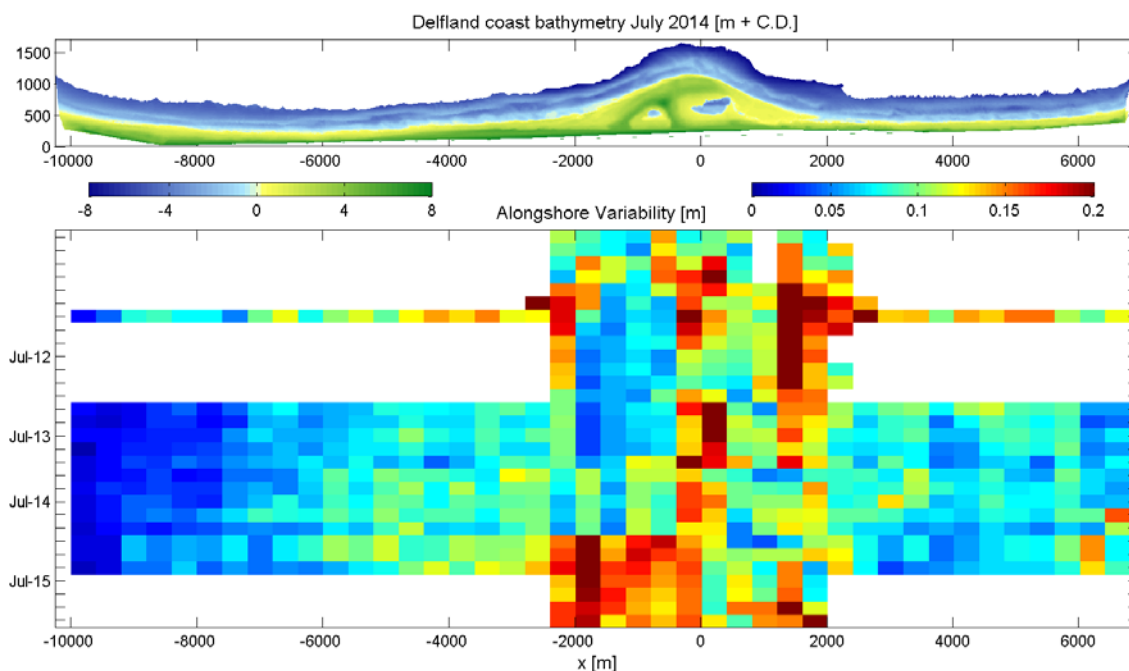 Delfland coast bathymetry July 2014 [m + C.D.]
1500
1000
500
0
-10000 -8000 -6000 -4000 -2000 0 2000 4000 6000
-8 -4 0 4 8 Alongshore Variability [m] 0 0.05 0.1 0.15 0.2
Jul-12
Jul-13
Jul-14
Jul-15
-10000 -8000 -6000 -4000 -2000 0 2000 4000 6000
x [m]